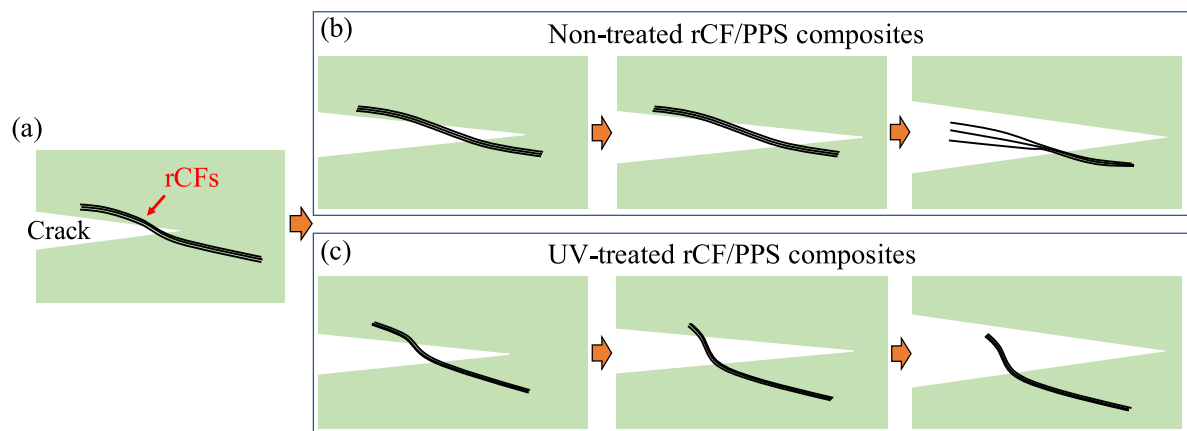 (a)
rCFs
Crack
(b)
Non-treated rCF/PPS composites
(c)
UV-treated rCF/PPS composites